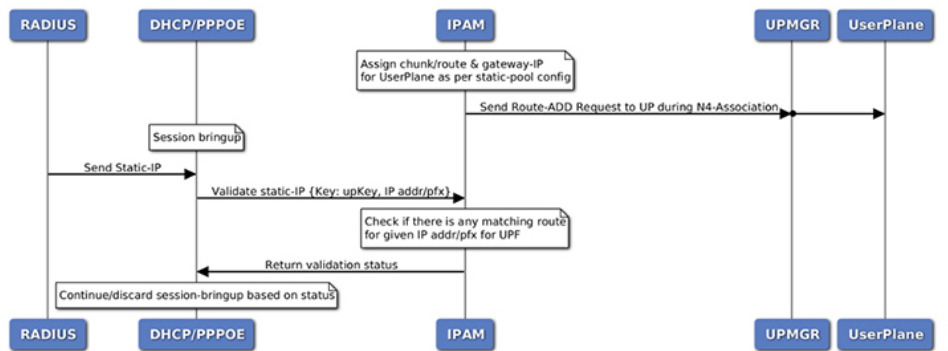 RADIUS
DHCP/PPPOE
IPAM
UPMGR
UserPlane
Assign chunk/route & gateway-IP
for UserPlane as per static-pool config
Send Route-ADD Request to UP during N4-Association
Session bringup
Send Static-IP
Validate static-IP {Key: upKey, IP addr/pfx}
Check if there is any matching route
for given IP addr/pfx for UPF
Return validation status
Continue/discard session-bringup based on status
RADIUS
DHCP/PPPOE
IPAM
UPMGR
UserPlane